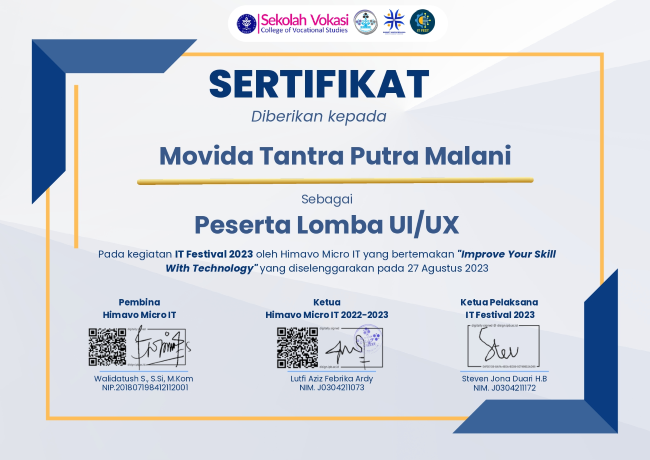 Sekolah Vokasi
College of Vocational Studies
SERTIFIKAT
Diberikan kepada
Movida Tantra Putra Malani
Sebagai
Peserta Lomba UI/UX
Pada kegiatan IT Festival 2023 oleh Himavo Micro IT yang bertemakan "Improve Your Skill
With Technology" yang diselenggarakan pada 27 Agustus 2023
Pembina
Himavo Micro IT
Walidatush S., S.Si, M.Kom
NIP.201807198412112001
Ketua
Himavo Micro IT 2022-2023
Lutfi Aziz Febrika Ardy
NIM. J0304211073
Ketua Pelaksana
IT Festival 2023
Steven Jona Duari H.B
NIM. J0304211172